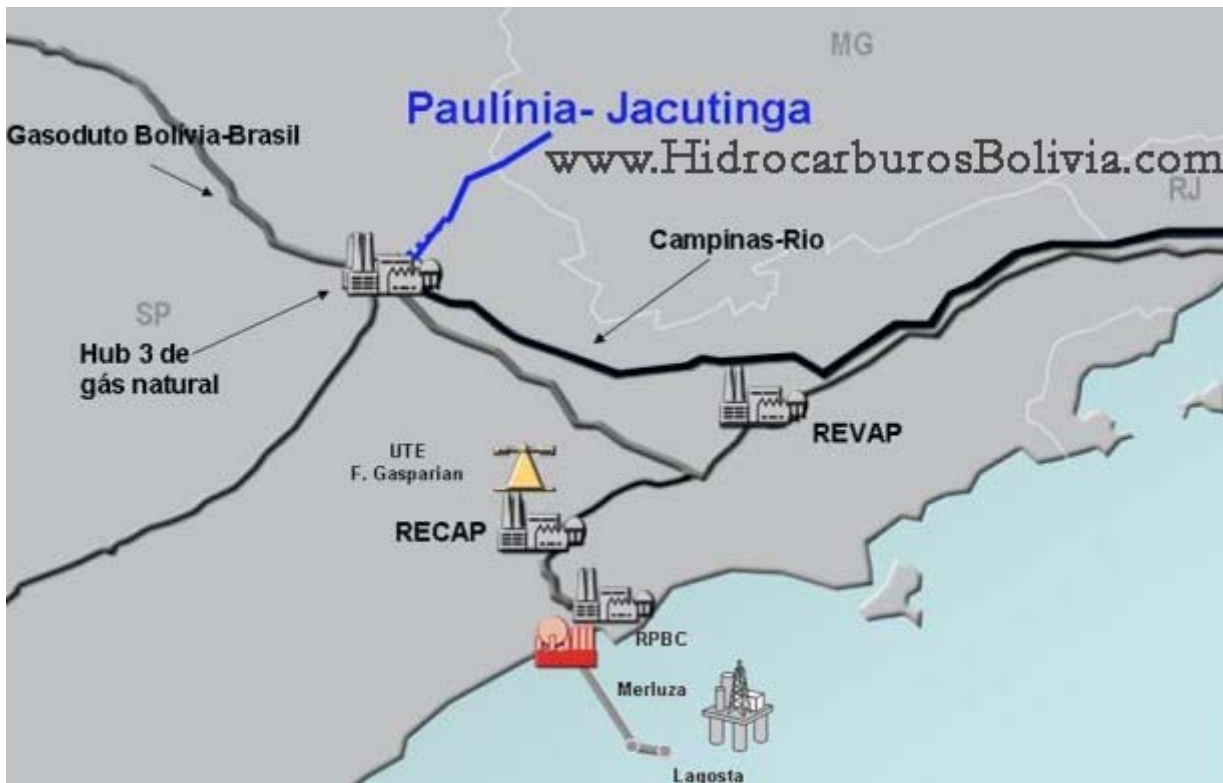 MG
Paulínia- Jacutinga
Gasoduto Bolívia-Brasil
www.HidrocarburosBolivia.com
RJ
Campinas-Rio
SP
Hub 3 de
gás natural
REVAP
UTE
F. Gasparian
RECAP
RPBC
Merluza
Lagosta